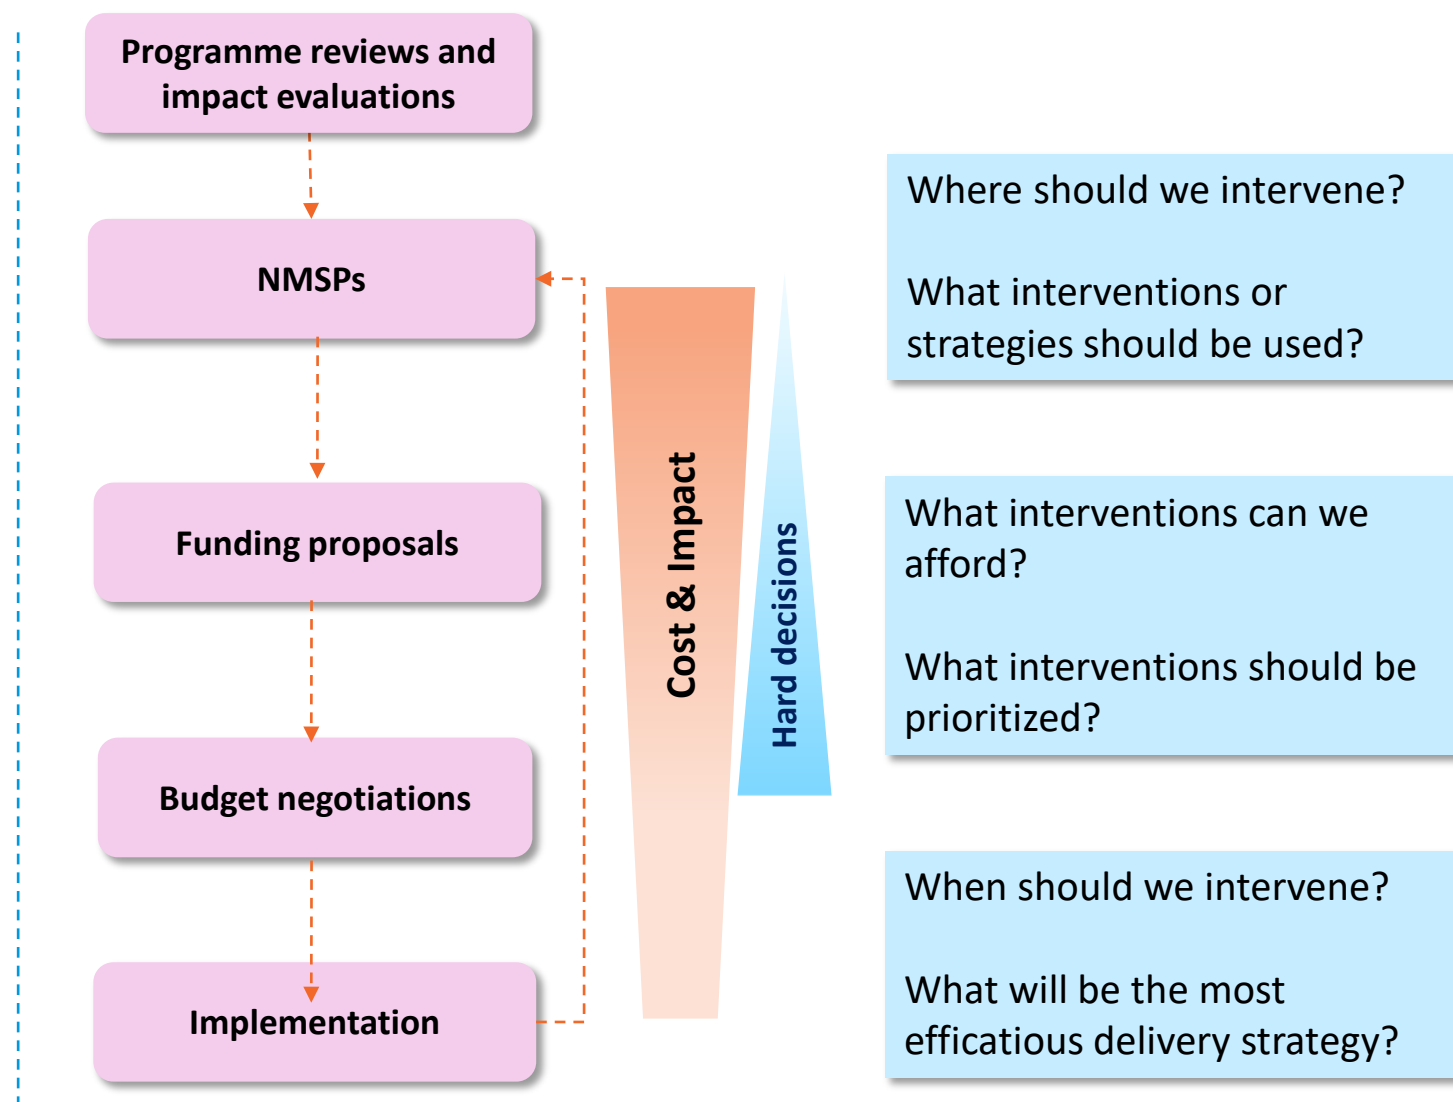 Programme reviews and
impact evaluations
NMSPs
Funding proposals
Budget negotiations
Implementation
Cost & Impact
Hard decisions
Where should we intervene?
What interventions or
strategies should be used?
What interventions can we
afford?
What interventions should be
prioritized?
When should we intervene?
What will be the most
efficatious delivery strategy?